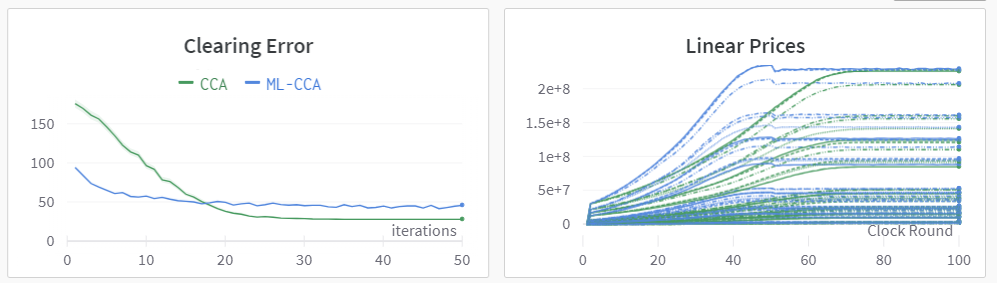 Clearing Error
CCA ML-CCA
150
100
50
0
iterations
0 10 20 30 40 50
Linear Prices
2e+8
1.5e+8
1e+8
5e+7
0
Clock Round
0 20 40 60 80 100